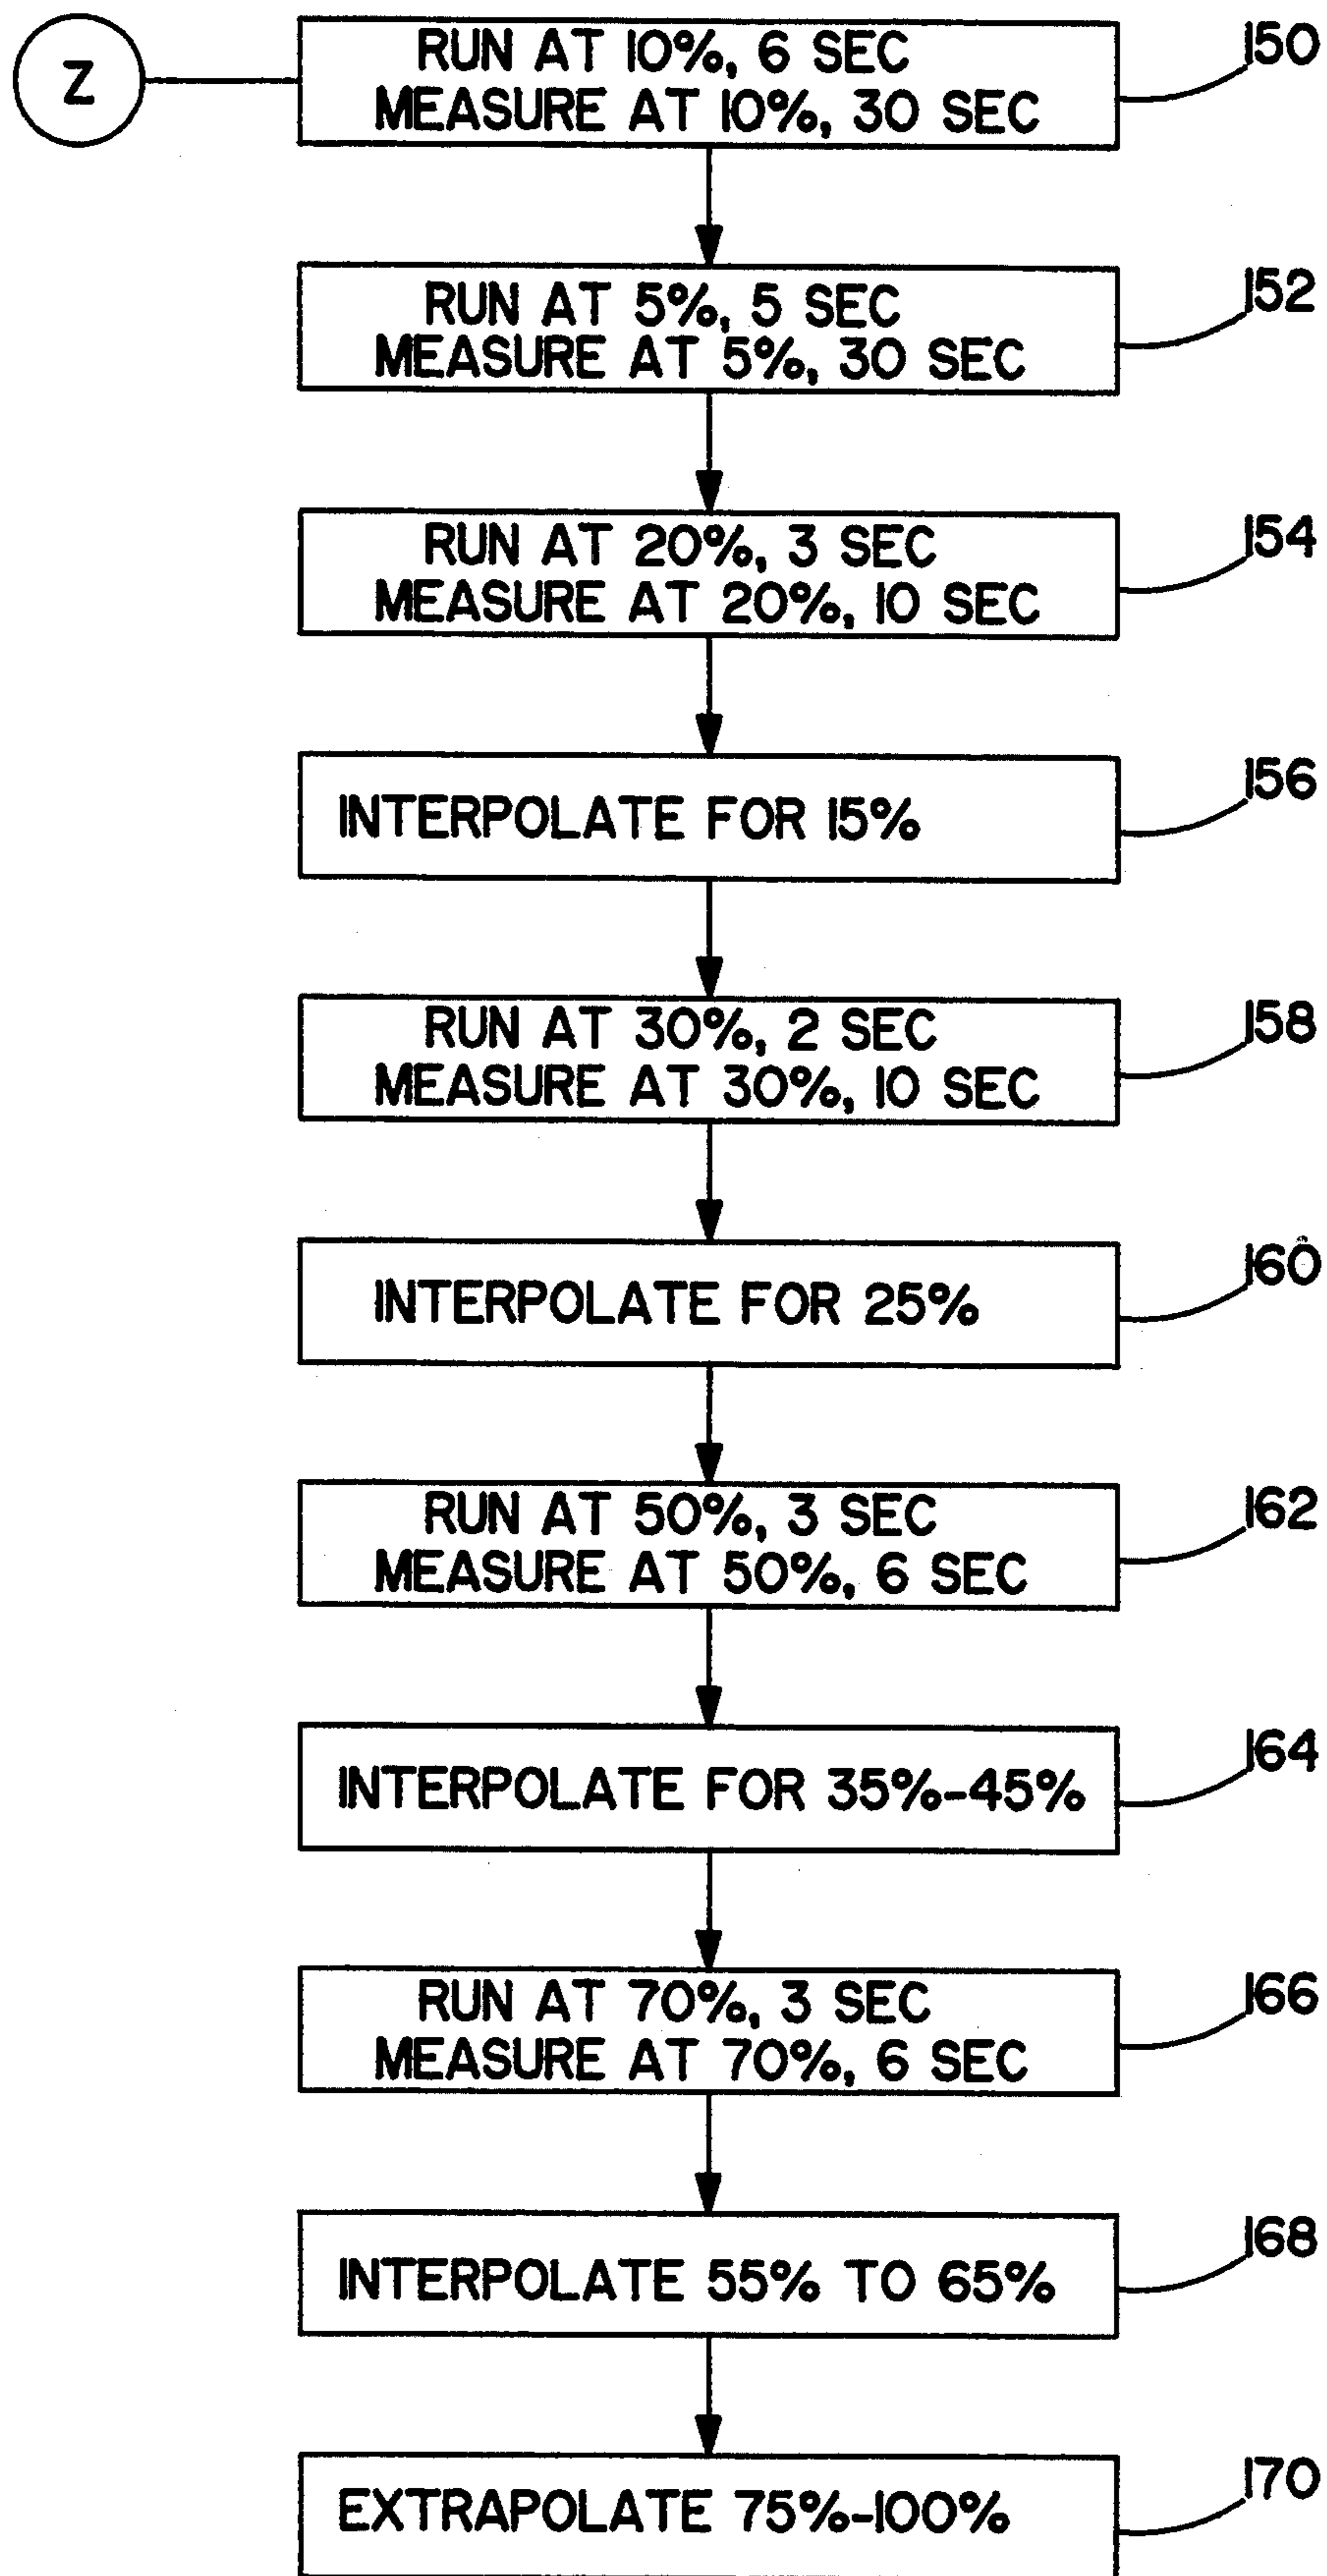 Z
RUN AT 10%, 6 SEC
MEASURE AT 10%, 30 SEC
150
RUN AT 5%, 5 SEC
MEASURE AT 5%, 30 SEC
152
RUN AT 20%, 3 SEC
MEASURE AT 20%, 10 SEC
154
INTERPOLATE FOR 15%
156
RUN AT 30%, 2 SEC
MEASURE AT 30%, 10 SEC
158
INTERPOLATE FOR 25%
160
RUN AT 50%, 3 SEC
MEASURE AT 50%, 6 SEC
162
INTERPOLATE FOR 35%-45%
164
RUN AT 70%, 3 SEC
MEASURE AT 70%, 6 SEC
166
INTERPOLATE 55% TO 65%
168
EXTRAPOLATE 75%-100%
170